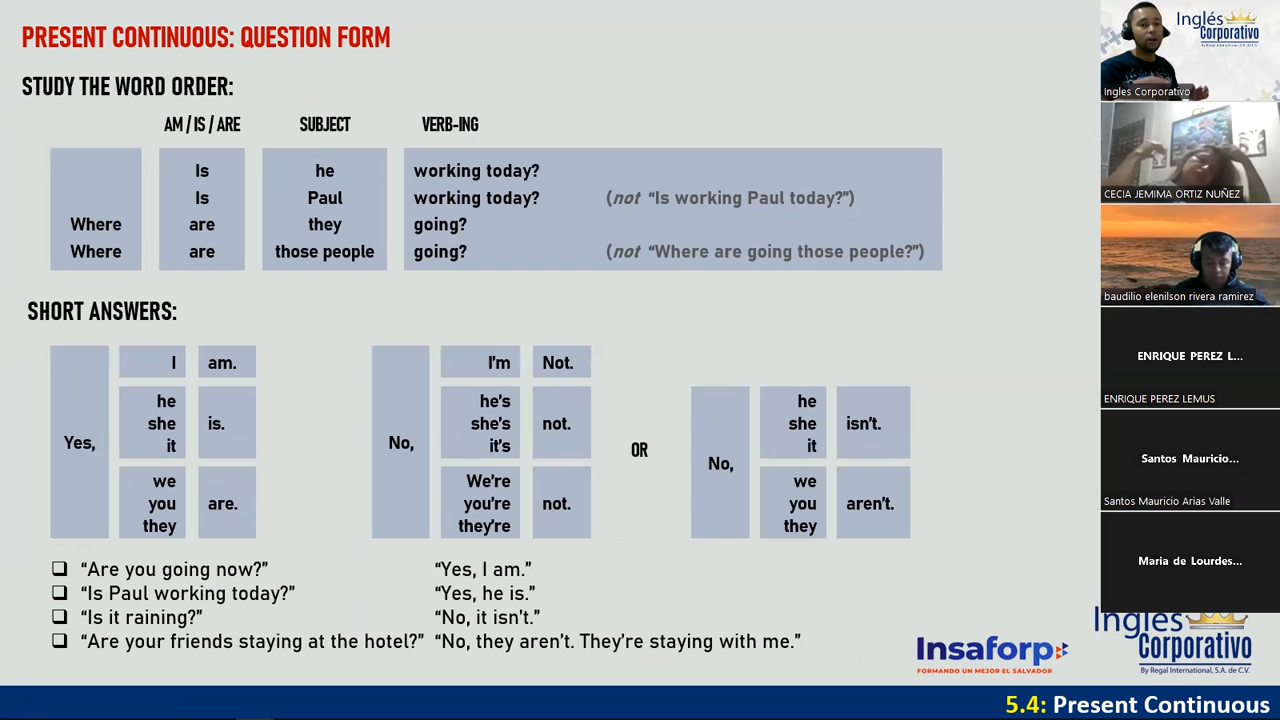 PRESENT CONTINUOUS: QUESTION FORM
STUDY THE WORD ORDER:
AM / IS / ARE SUBJECT VERB-ING
Is he working today?
Is Paul working today? (not “Is working Paul today?”)
Where are they going?
Where are those people going? (not “Where are going those people?”)
SHORT ANSWERS:
Yes,
I am.
he
she is.
it
we
you are.
they
No,
I'm Not.
he's
she's not.
it's
We're
you're not.
they're
OR
No,
he
she isn't.
it
we
you aren't.
they
“Are you going now?” “Yes, I am.”
“Is Paul working today?” “Yes, he is.”
“Is it raining?” “No, it isn't.”
“Are your friends staying at the hotel?” “No, they aren't. They're staying with me.”
Insaforp
FORMANDO UN MEJOR EL SALVADOR
Inglés
Corporativo
By Regal International, S.A. de C.V.
5.4: Present Continuous
Inglés
Corporativo
By Regal International, S.A. de C.V.
Ingles Corporativo
CECIA JEMIMA ORTIZ NUÑEZ
baudilio elenilson rivera ramirez
ENRIQUE PEREZ L...
ENRIQUE PEREZ LEMUS
Santos Mauricio...
Santos Mauricio Arias Valle
Maria de Lourdes...